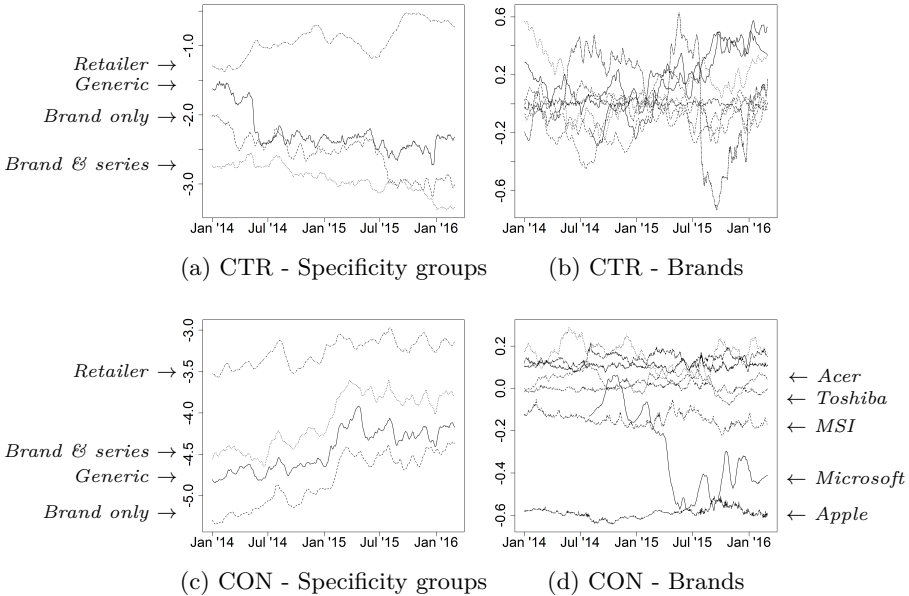 -1.0
-2.0
-3.0
Retailer →
Generic →
Brand only →
Brand & series →
Jan '14 Jul '14 Jan '15 Jul '15 Jan '16
(a) CTR - Specificity groups
0.6
0.2
-0.2
-0.6
Jan '14 Jul '14 Jan '15 Jul '15 Jan '16
(b) CTR - Brands
-3.0
-3.5
-4.0
-4.5
-5.0
Retailer →
Brand & series →
Generic →
Brand only →
Jan '14 Jul '14 Jan '15 Jul '15 Jan '16
(c) CON - Specificity groups
0.2
0.0
-0.2
-0.4
-0.6
← Acer
← Toshiba
← MSI
← Microsoft
← Apple
Jan '14 Jul '14 Jan '15 Jul '15 Jan '16
(d) CON - Brands